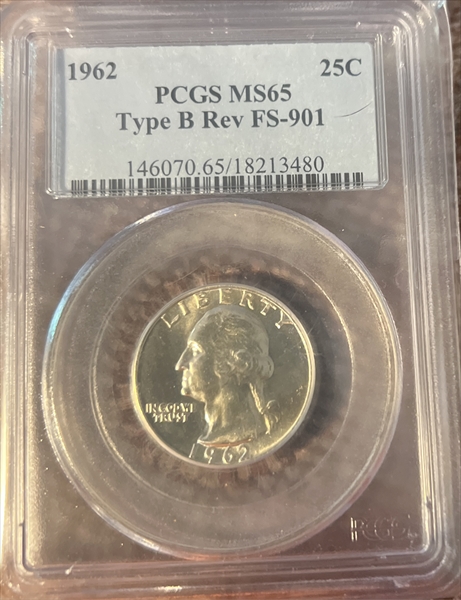 1962 25C
PCGS MS65
Type B Rev FS-901
146070.65/18213480
LIBERTY
IN GOD WE
TRUST
1962
PCGS